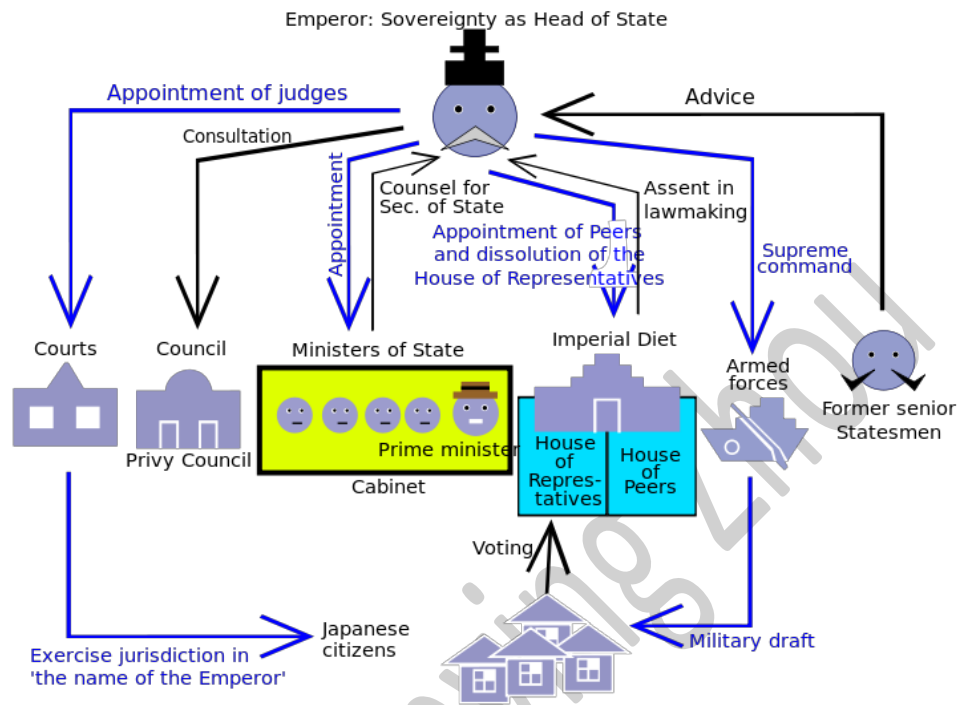 Emperor: Sovereignty as Head of State
Appointment of judges
Advice
Consultation
Appointment
Counsel for
Sec. of State
Assent in
lawmaking
Appointment of Peers
and dissolution of the
House of Representatives
Supreme
command
Courts
Council
Ministers of State
Imperial Diet
Armed
forces
Privy Council
Prime minister
Cabinet
House
of
Repres-
tatives
House
of
Peers
Former senior
Statesmen
Voting
Japanese
citizens
Military draft
Exercise jurisdiction in
'the name of the Emperor'